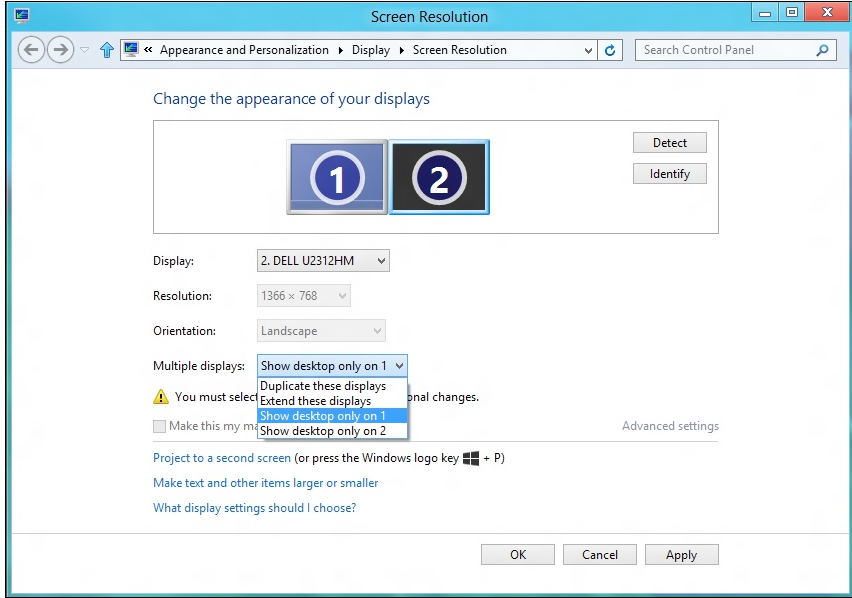 Screen Resolution
« Appearance and Personalization Display Screen Resolution
Search Control Panel
Change the appearance of your displays
1 2
Detect
Identify
Display: 2. DELL U2312HM
Resolution: 1366 × 768
Orientation: Landscape
Multiple displays: Show desktop only on 1
Duplicate these displays
Extend these displays
Show desktop only on 1
Show desktop only on 2
You must select onal changes.
Make this my ma
Advanced settings
Project to a second screen (or press the Windows logo key + P)
Make text and other items larger or smaller
What display settings should I choose?
OK Cancel Apply